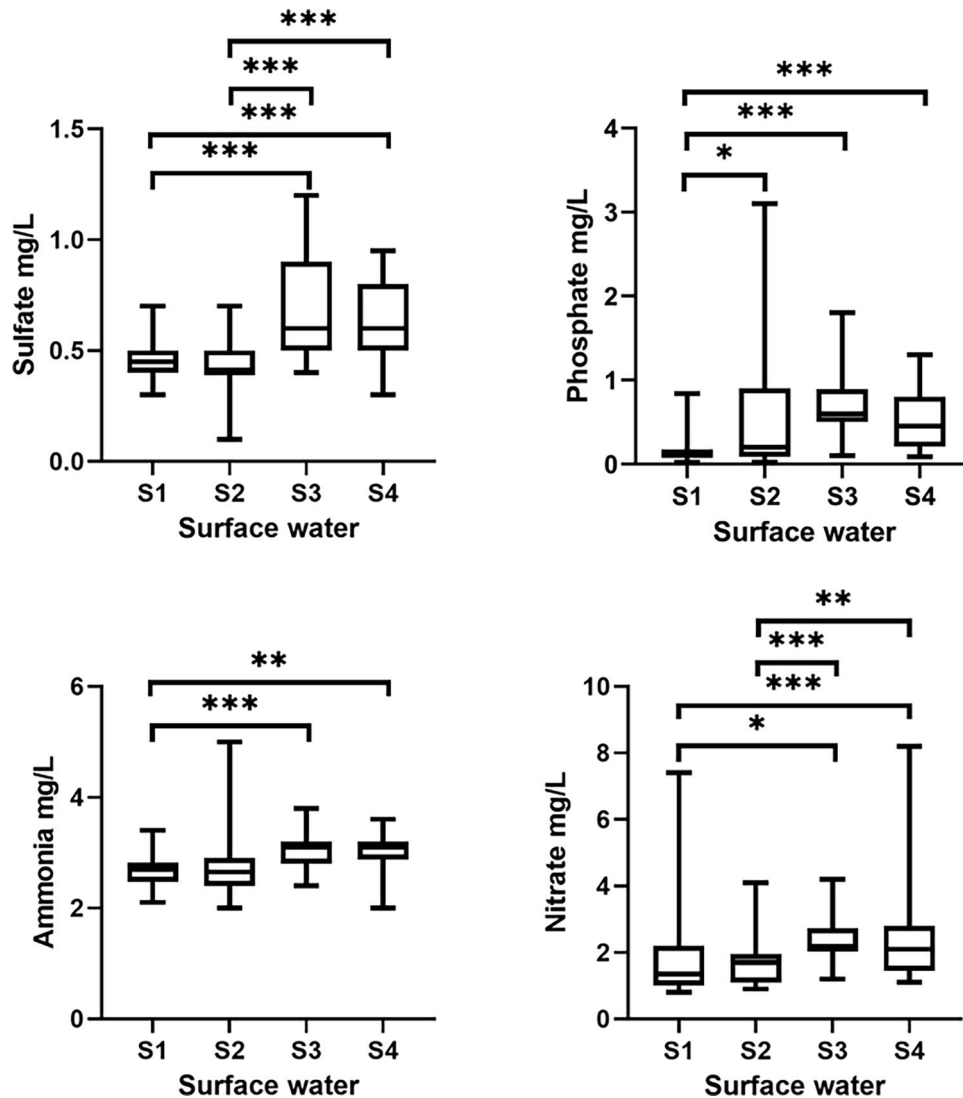 ***
***
***
***
1.5
1.0
0.5
0.0
Sulfate mg/L
S1 S2 S3 S4
Surface water
***
***
*
4
3
2
1
0
Phosphate mg/L
S1 S2 S3 S4
Surface water
**
***
6
4
2
0
Ammonia mg/L
S1 S2 S3 S4
Surface water
**
***
***
*
10
8
6
4
2
0
Nitrate mg/L
S1 S2 S3 S4
Surface water